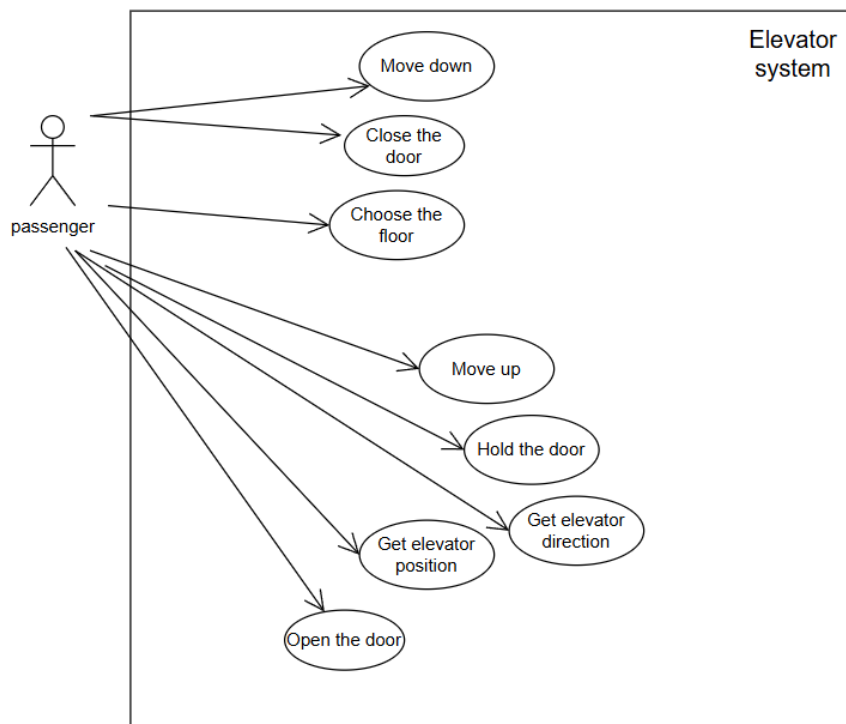 Elevator
system
Move down
Close the
door
Choose the
floor
passenger
Move up
Hold the door
Get elevator
direction
Get elevator
position
Open the door